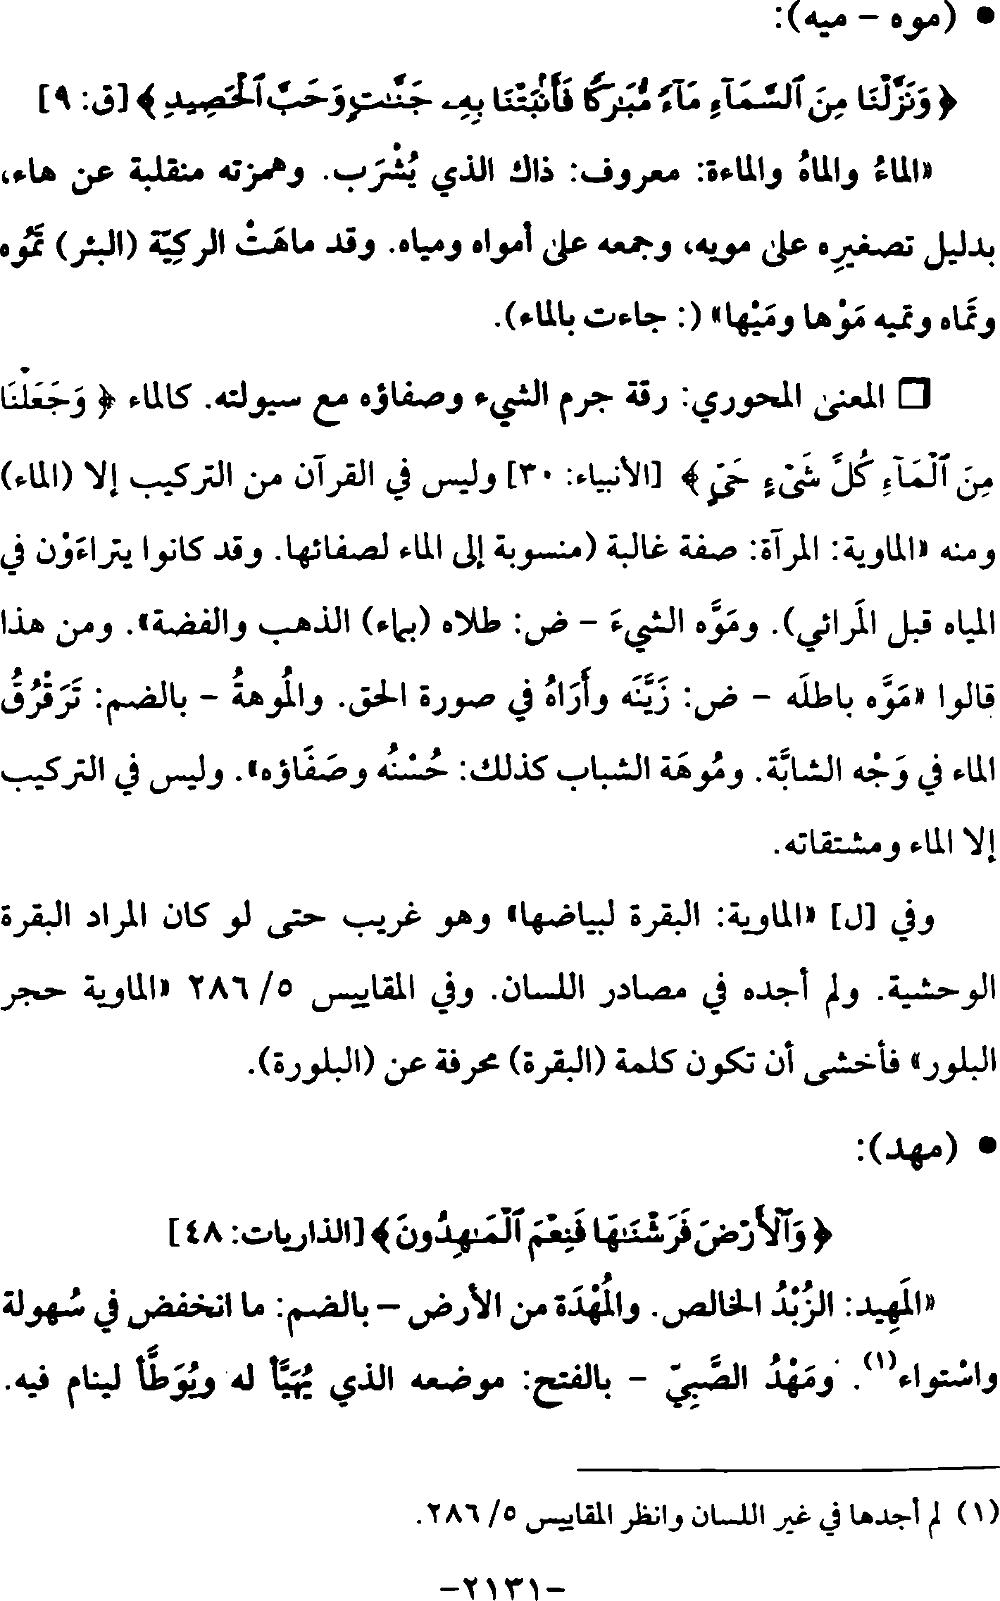 • (موه - ميه):
﴿ وَنَزَّلْنَا مِنَ ٱلسَّمَآءِ مَآءً مُّبَـٰرَكًا فَأَنۢبَتْنَا بِهِۦ جَنَّـٰتٍ وَحَبَّ ٱلْحَصِيدِ ﴾ [ق: ٩]
«الماءُ والماهُ والماءة: معروف: ذاك الذي يُشْرَب. وهمزته منقلبة عن هاء،
بدليل تصغيرِه على مويه، وجمعه على أمواه ومياه. وقد ماهَتْ الركِيّة (البئر) تَمُوه
وتَماه وتميه مَوْها ومَيْها» (: جاءت بالماء).
❒ المعنى المحوري: رقة جرم الشيء وصفاؤه مع سيولته. كالماء ﴿ وَجَعَلْنَا
مِنَ ٱلْمَآءِ كُلَّ شَىْءٍ حَىٍّ ﴾ [الأنبياء: ٣٠] وليس في القرآن من التركيب إلا (الماء)
ومنه «الماوية: المرآة: صفة غالبة (منسوبة إلى الماء لصفائها. وقد كانوا يتراءَوْن في
المياه قبل المَرائي). ومَوَّه الشيءَ - ض: طلاه (بماء) الذهب والفضة». ومن هذا
قالوا «مَوَّه باطلَه - ض: زَيَّنَه وأَرَاهُ في صورة الحق. والمُوهةُ - بالضم: تَرَقْرُقُ
الماء في وَجْه الشابَّة. ومُوهَة الشباب كذلك: حُسْنُه وصَفَاؤه». وليس في التركيب
إلا الماء ومشتقاته.
وفي [ل] «الماوية: البقرة لبياضها» وهو غريب حتى لو كان المراد البقرة
الوحشية. ولم أجده في مصادر اللسان. وفي المقاييس ٥/ ٢٨٦ «الماوية حجر
البلور» فأخشى أن تكون كلمة (البقرة) محرفة عن (البلورة).
• (مهد):
﴿ وَٱلْأَرْضَ فَرَشْنَـٰهَا فَنِعْمَ ٱلْمَـٰهِدُونَ ﴾ [الذاريات: ٤٨]
«المَهِيد: الزُبْدُ الخالص. والمُهْدَة من الأرض - بالضم: ما انخفض في سُهولة
واسْتواء(١). ومَهْدُ الصَّبِيّ - بالفتح: موضعه الذي يُهَيَّأ له ويُوَطَّأ لينام فيه.
(١) لم أجدها في غير اللسان وانظر المقاييس ٥/ ٢٨٦.
-٢١٣١-